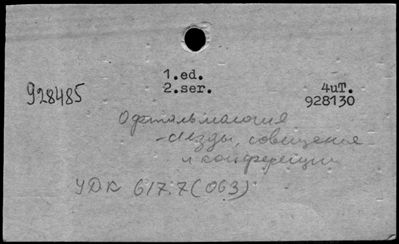 1.ed.
928485 2.ser. 4uT.
928130
Офтальмология
-съезды, совещания
и конференции
УДК 617.7(063)